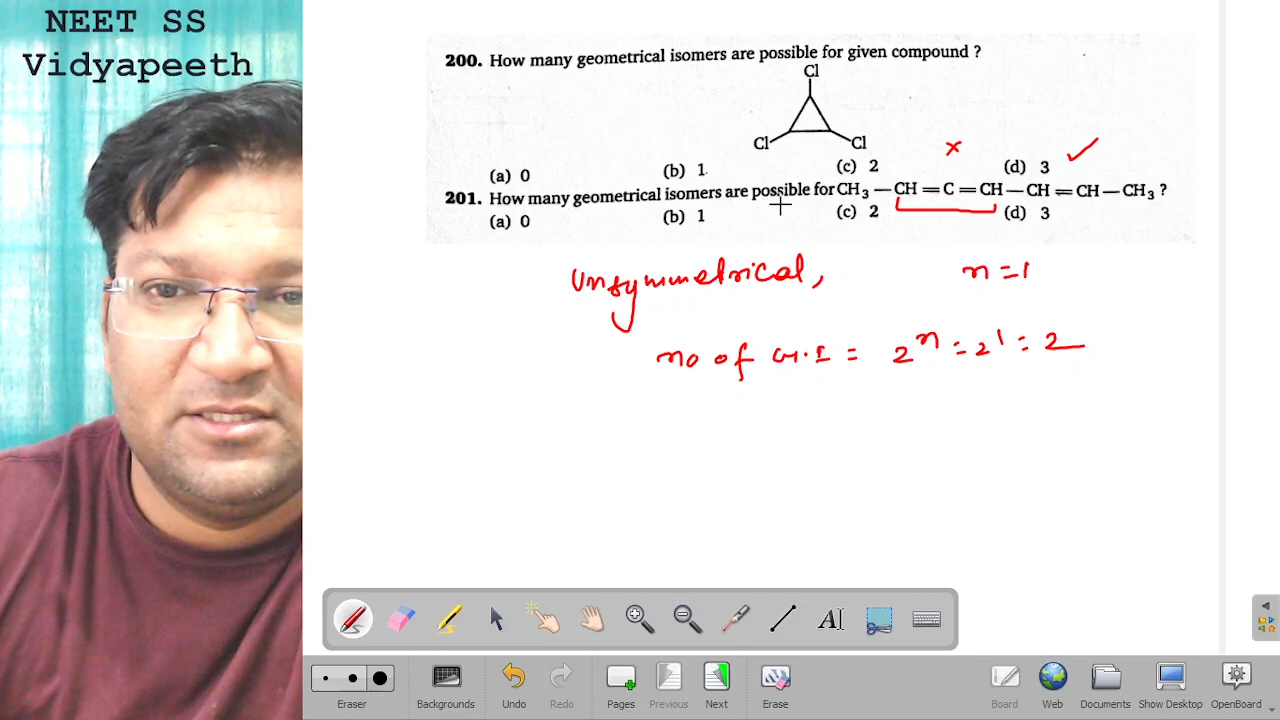 NEET SS
Vidyapeeth
200. How many geometrical isomers are possible for given compound ?
Cl
Cl Cl
(a) 0 (b) 1 (c) 2 (d) 3
201. How many geometrical isomers are possible for CH3 — CH = C = CH — CH = CH — CH3 ?
(a) 0 (b) 1 (c) 2 (d) 3
Unsymmetrical, n = 1
no of G.I = 2^n = 2^1 = 2
Eraser
Backgrounds
Undo
Redo
Pages
Previous
Next
Erase
Board
Web
Documents
Show Desktop
OpenBoard